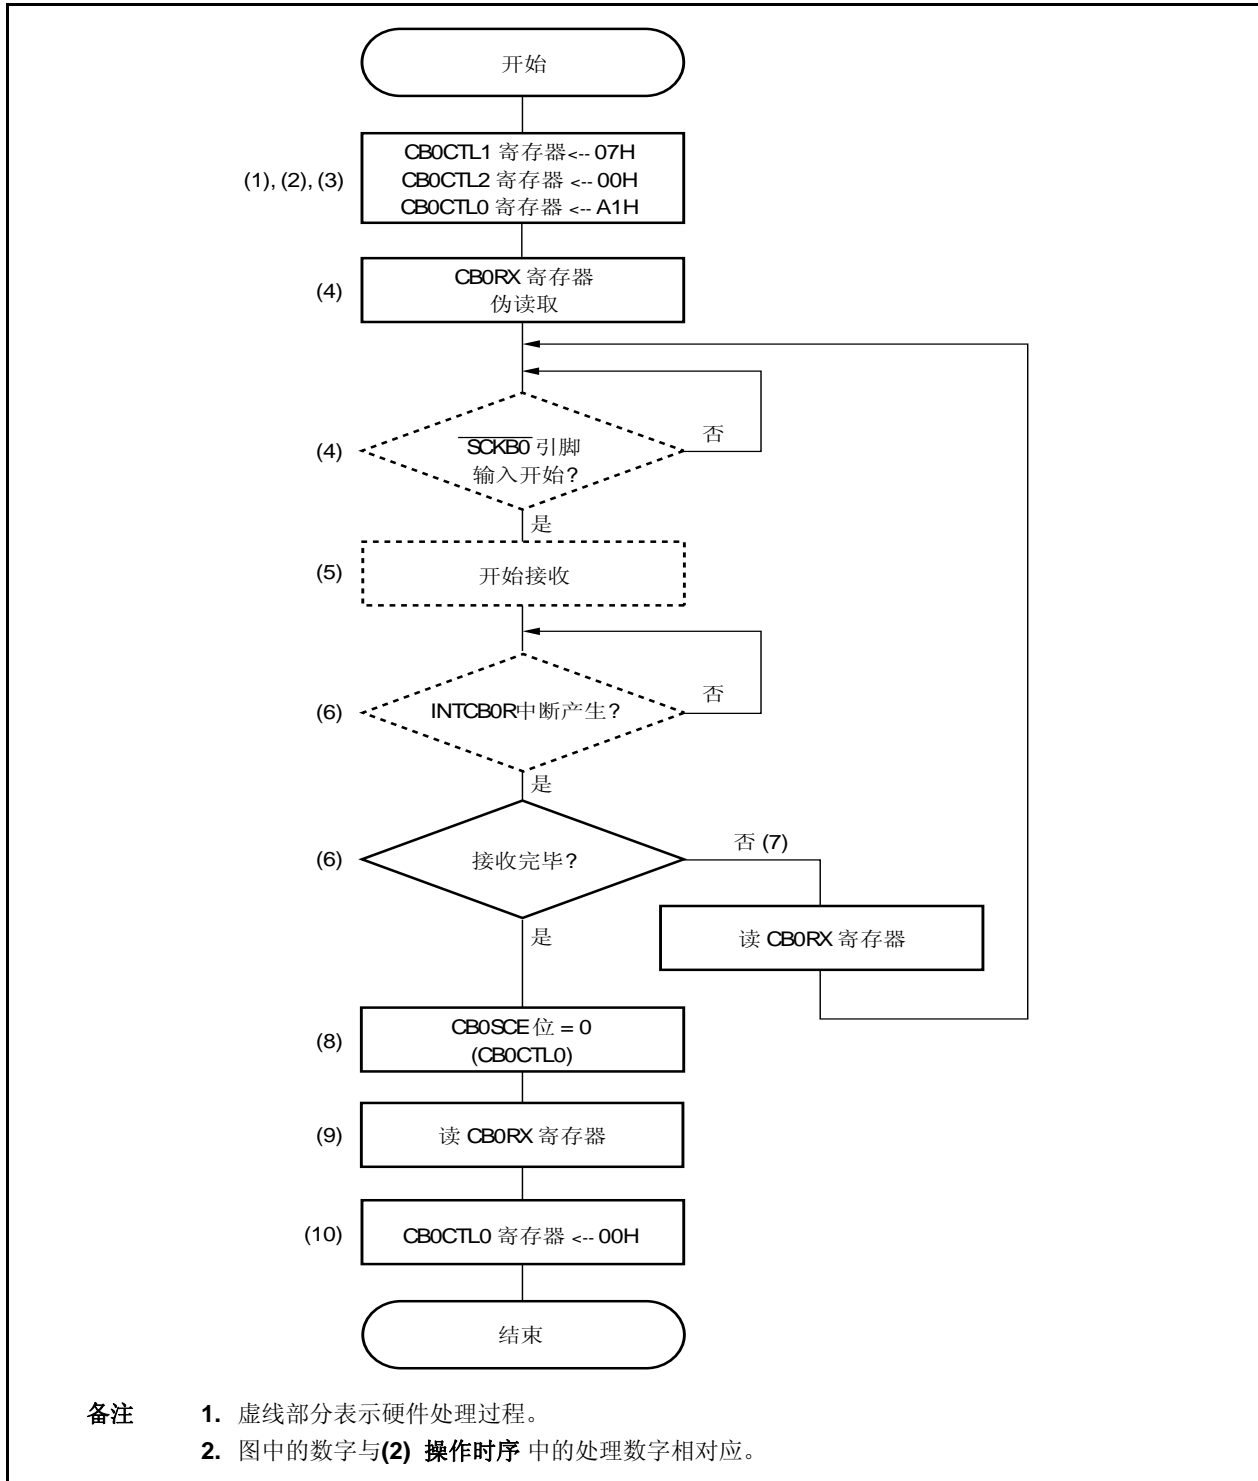 开始
(1), (2), (3)
CB0CTL1 寄存器<-- 07H
CB0CTL2 寄存器 <-- 00H
CB0CTL0 寄存器 <-- A1H
(4)
CB0RX 寄存器
伪读取
(4)
SCKB0 引脚
输入开始?
否
是
(5)
开始接收
(6)
INTCB0R中断产生?
否
是
(6)
接收完毕?
否 (7)
读 CB0RX 寄存器
是
(8)
CB0SCE 位 = 0
(CB0CTL0)
(9)
读 CB0RX 寄存器
(10)
CB0CTL0 寄存器 <-- 00H
结束
备注 1. 虚线部分表示硬件处理过程。
2. 图中的数字与(2) 操作时序 中的处理数字相对应。